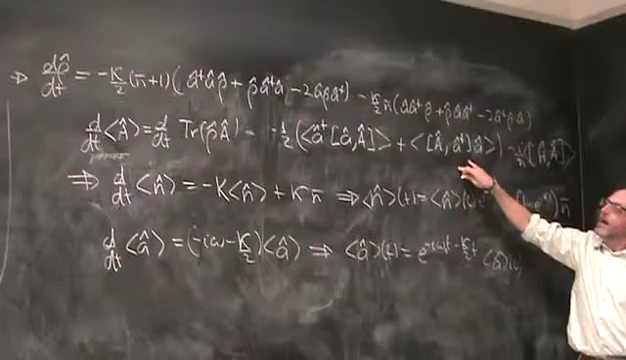 ⇒ dρ̂/dt = -κ/2 (n̄+1)(â†âρ̂ + ρ̂â†â - 2âρ̂â†) - κ/2 n̄(ââ†ρ̂ + ρ̂ââ† - 2â†ρ̂â)
d/dt <Â> = d/dt Tr(ρ̂Â) = (<â†[â,Â]> + <[Â,â†]â>)
⇒ d/dt <n̂> = -κ<n̂> + κn̄ ⇒ <n̂>(t) = <n̂>(0) n̄
d/dt <â> = (-iω - κ/2)<â> ⇒ <â>(t) = e^{-iωt - κ/2 t} <â>(0)